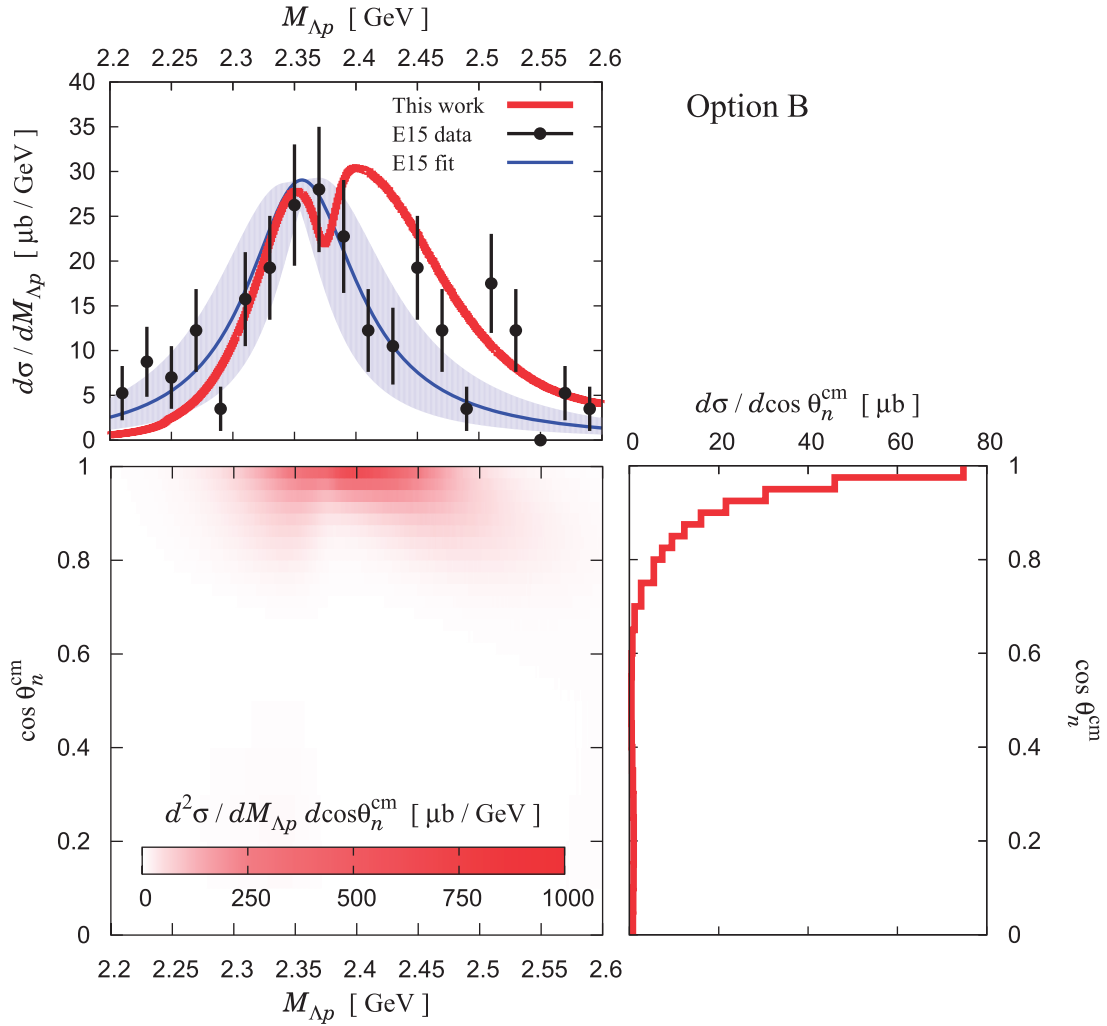 M_Λp [ GeV ]
2.2 2.25 2.3 2.35 2.4 2.45 2.5 2.55 2.6
Option B
dσ / dM_Λp [ μb / GeV ]
40
35
30
25
20
15
10
5
0
This work
E15 data
E15 fit
dσ / dcos θ_n^cm [ μb ]
0 20 40 60 80
cos θ_n^cm
1
0.8
0.6
0.4
0.2
0
d²σ / dM_Λp dcosθ_n^cm [ μb / GeV ]
0 250 500 750 1000
2.2 2.25 2.3 2.35 2.4 2.45 2.5 2.55 2.6
M_Λp [ GeV ]
1
0.8
0.6
0.4
0.2
0
cos θ_n^cm